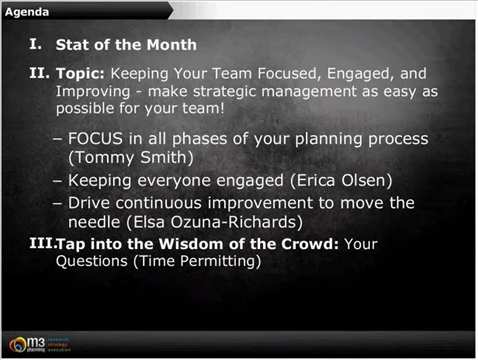 Agenda
I. Stat of the Month
II. Topic: Keeping Your Team Focused, Engaged, and
Improving - make strategic management as easy as
possible for your team!
– FOCUS in all phases of your planning process
(Tommy Smith)
– Keeping everyone engaged (Erica Olsen)
– Drive continuous improvement to move the
needle (Elsa Ozuna-Richards)
III. Tap into the Wisdom of the Crowd: Your
Questions (Time Permitting)
m3 planning
research
strategy
execution